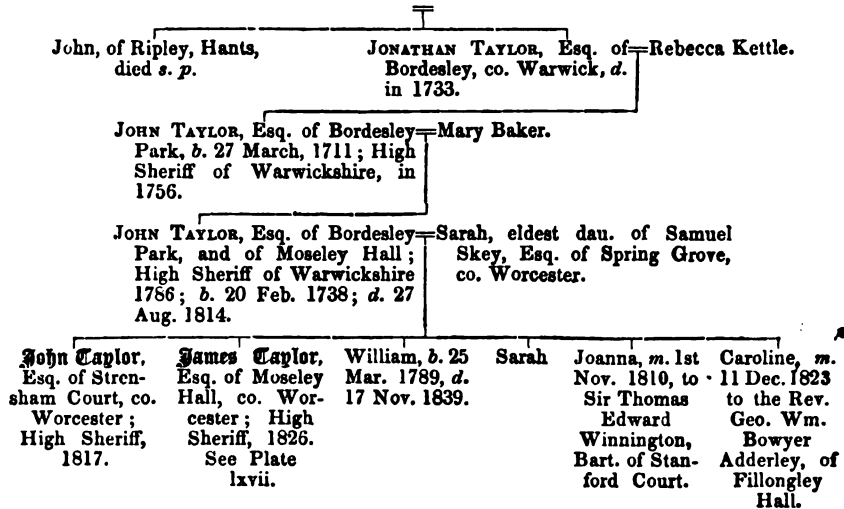 John, of Ripley, Hants,
died s. p.
JONATHAN TAYLOR, Esq. of
Bordesley, co. Warwick, d.
in 1733.
Rebecca Kettle.
JOHN TAYLOR, Esq. of Bordesley
Park, b. 27 March, 1711; High
Sheriff of Warwickshire, in
1756.
Mary Baker.
JOHN TAYLOR, Esq. of Bordesley
Park, and of Moseley Hall;
High Sheriff of Warwickshire
1786; b. 20 Feb. 1738; d. 27
Aug. 1814.
Sarah, eldest dau. of Samuel
Skey, Esq. of Spring Grove,
co. Worcester.
John Taylor,
Esq. of Stren-
sham Court, co.
Worcester;
High Sheriff,
1817.
James Taylor,
Esq. of Moseley
Hall, co. Wor-
cester; High
Sheriff, 1826.
See Plate
lxvii.
William, b. 25
Mar. 1789, d.
17 Nov. 1839.
Sarah
Joanna, m. 1st
Nov. 1810, to
Sir Thomas
Edward
Winnington,
Bart. of Stan-
ford Court.
Caroline, m.
11 Dec. 1823
to the Rev.
Geo. Wm.
Bowyer
Adderley, of
Fillongley
Hall.